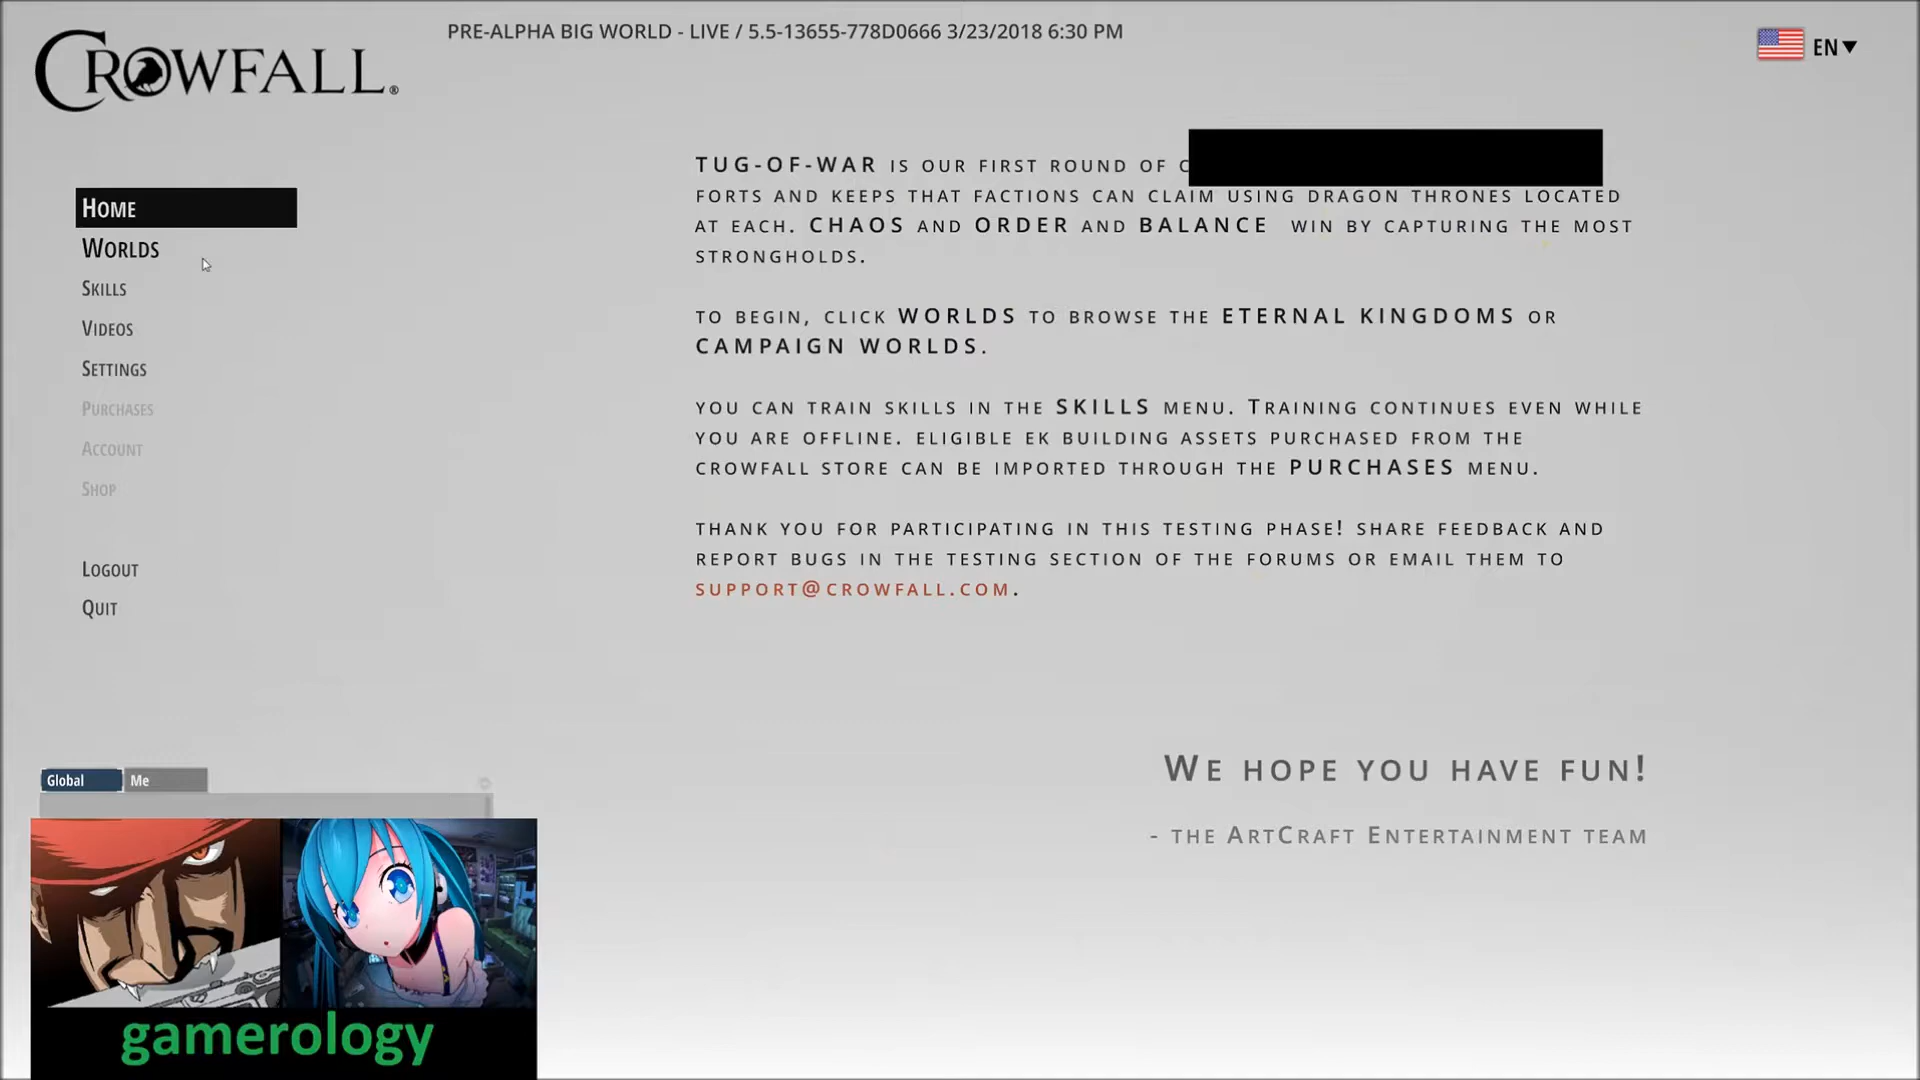 PRE-ALPHA BIG WORLD - LIVE / 5.5-13655-778D0666 3/23/2018 6:30 PM
CROWFALL®
EN
HOME
WORLDS
SKILLS
VIDEOS
SETTINGS
PURCHASES
ACCOUNT
SHOP
LOGOUT
QUIT
TUG-OF-WAR IS OUR FIRST ROUND OF
FORTS AND KEEPS THAT FACTIONS CAN CLAIM USING DRAGON THRONES LOCATED
AT EACH. CHAOS AND ORDER AND BALANCE WIN BY CAPTURING THE MOST
STRONGHOLDS.
TO BEGIN, CLICK WORLDS TO BROWSE THE ETERNAL KINGDOMS OR
CAMPAIGN WORLDS.
YOU CAN TRAIN SKILLS IN THE SKILLS MENU. TRAINING CONTINUES EVEN WHILE
YOU ARE OFFLINE. ELIGIBLE EK BUILDING ASSETS PURCHASED FROM THE
CROWFALL STORE CAN BE IMPORTED THROUGH THE PURCHASES MENU.
THANK YOU FOR PARTICIPATING IN THIS TESTING PHASE! SHARE FEEDBACK AND
REPORT BUGS IN THE TESTING SECTION OF THE FORUMS OR EMAIL THEM TO
SUPPORT@CROWFALL.COM.
WE HOPE YOU HAVE FUN!
- THE ARTCRAFT ENTERTAINMENT TEAM
Global Me
gamerology